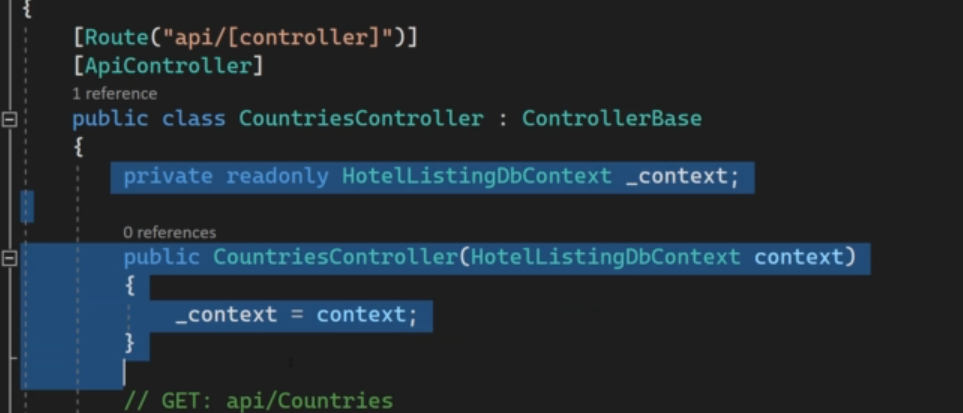 {
[Route("api/[controller]")]
[ApiController]
1 reference
public class CountriesController : ControllerBase
{
private readonly HotelListingDbContext _context;
0 references
public CountriesController(HotelListingDbContext context)
{
_context = context;
}
// GET: api/Countries